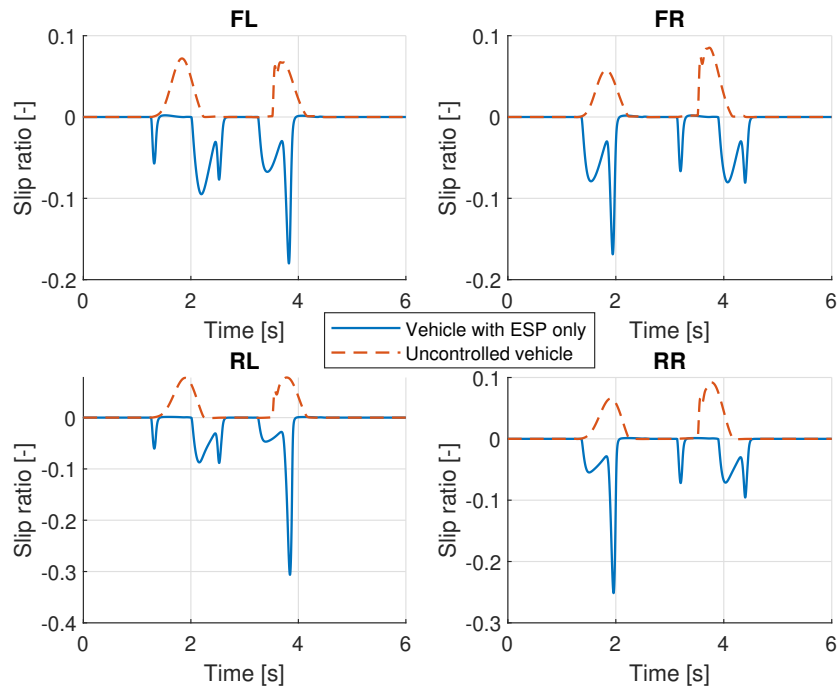 FL
0.1
0
-0.1
-0.2
Slip ratio [-]
0
2
4
6
Time [s]
FR
0.1
0
-0.1
-0.2
Slip ratio [-]
0
2
4
6
Time [s]
Vehicle with ESP only
Uncontrolled vehicle
RL
0
-0.1
-0.2
-0.3
-0.4
Slip ratio [-]
0
2
4
6
Time [s]
RR
0.1
0
-0.1
-0.2
-0.3
Slip ratio [-]
0
2
4
6
Time [s]